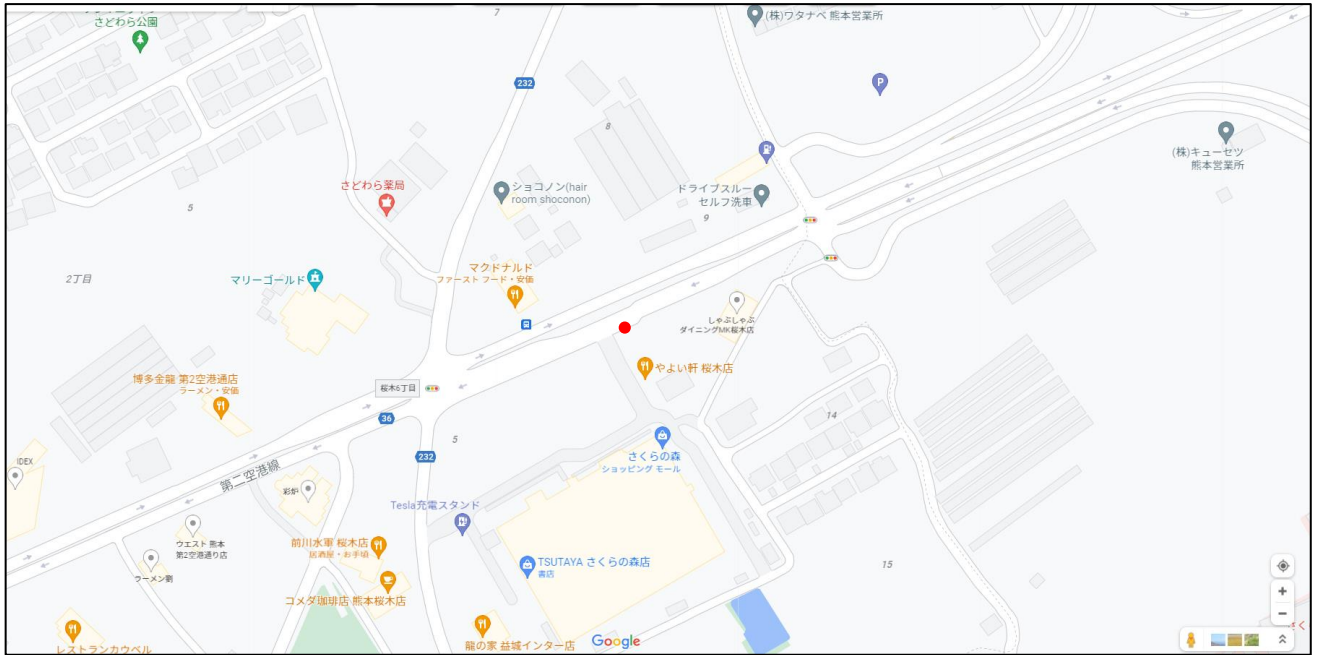 さどわら公園
7
(株)ワタナベ 熊本営業所
232
P
8
(株)キューセツ
熊本営業所
さどわら薬局
5
ショコノン(hair
room shoconon)
ドライブスルー
セルフ洗車
9
2丁目
マリーゴールド
マクドナルド
ファースト フード・安価
しゃぶしゃぶ
ダイニングMK桜木店
やよい軒 桜木店
博多金龍 第2空港通店
ラーメン・安価
桜木6丁目
36
14
5
232
さくらの森
ショッピング モール
IDEX
第二空港線
彩炉
Tesla充電スタンド
ウエスト 熊本
第2空港通り店
前川水軍 桜木店
居酒屋・お手頃
TSUTAYA さくらの森店
書店
15
ラーメン劉
コメダ珈琲店 熊本桜木店
レストランカウベル
龍の家 益城インター店
Google